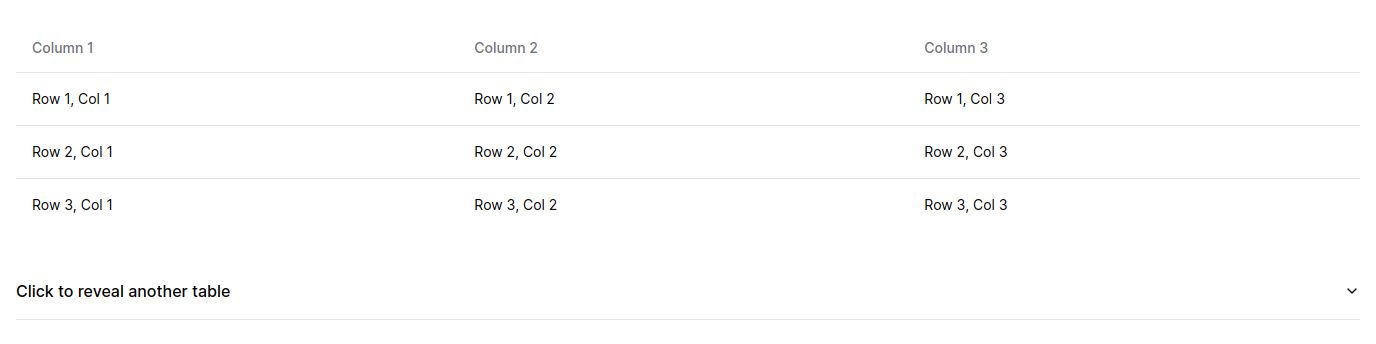 Column 1 Column 2 Column 3
Row 1, Col 1 Row 1, Col 2 Row 1, Col 3
Row 2, Col 1 Row 2, Col 2 Row 2, Col 3
Row 3, Col 1 Row 3, Col 2 Row 3, Col 3
Click to reveal another table